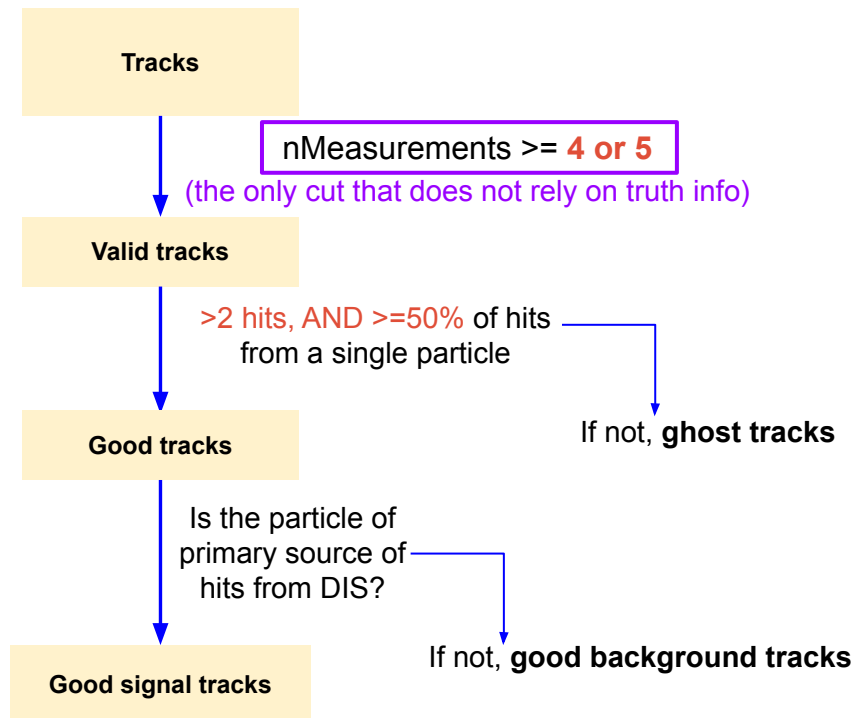 Tracks
nMeasurements >= 4 or 5
(the only cut that does not rely on truth info)
Valid tracks
>2 hits, AND >=50% of hits
from a single particle
If not, ghost tracks
Good tracks
Is the particle of
primary source of
hits from DIS?
If not, good background tracks
Good signal tracks